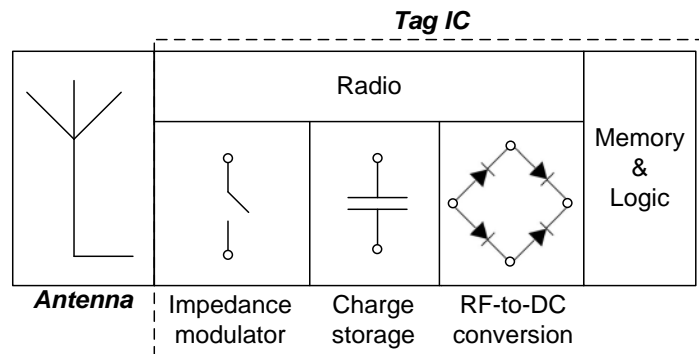 Tag IC
Radio
Memory
&
Logic
Antenna
Impedance
modulator
Charge
storage
RF-to-DC
conversion